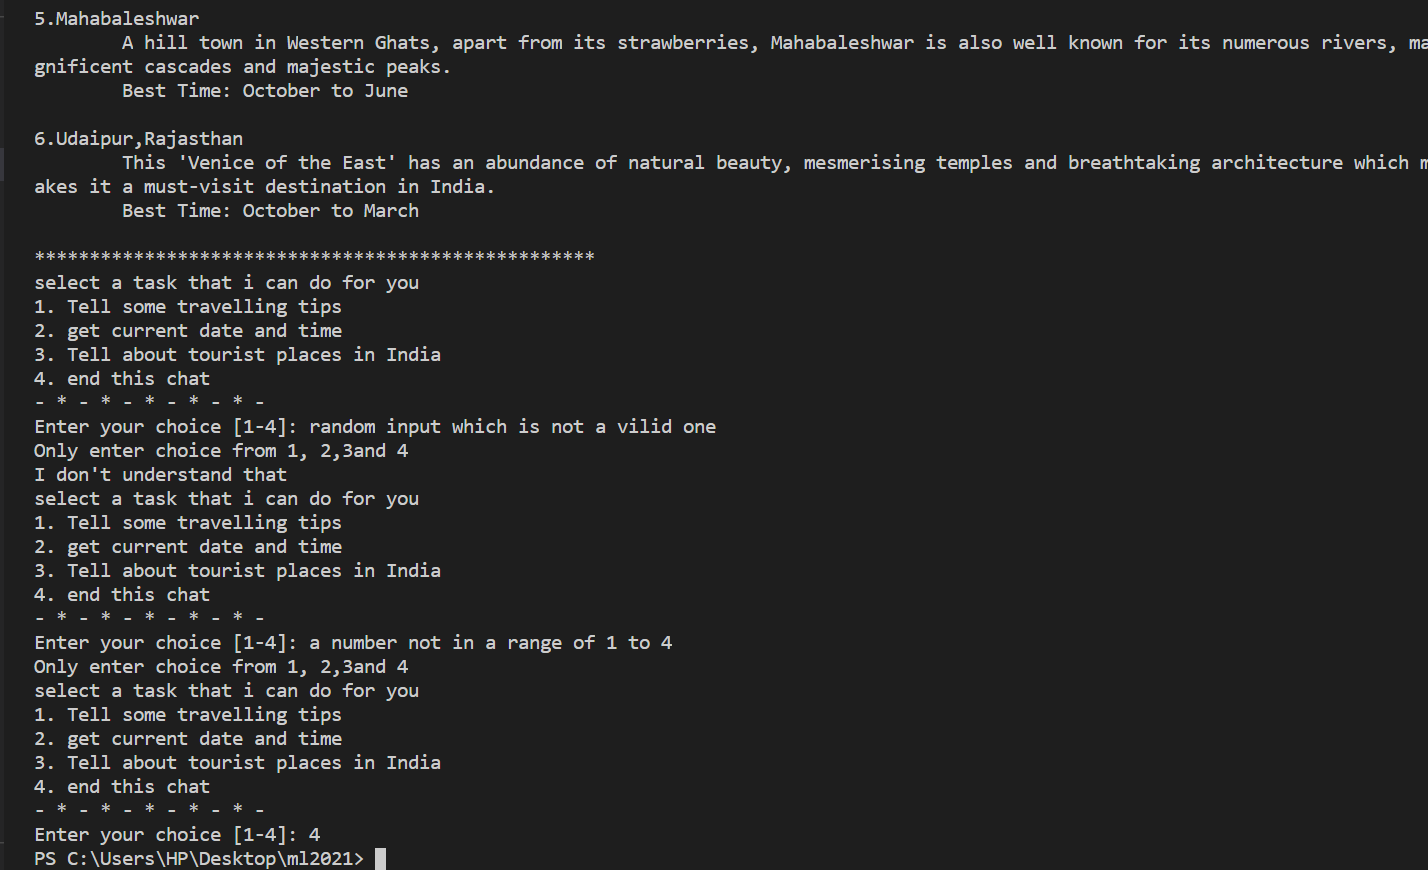 5.Mahabaleshwar
A hill town in Western Ghats, apart from its strawberries, Mahabaleshwar is also well known for its numerous rivers, ma
gnificent cascades and majestic peaks.
Best Time: October to June
6.Udaipur,Rajasthan
This 'Venice of the East' has an abundance of natural beauty, mesmerising temples and breathtaking architecture which m
akes it a must-visit destination in India.
Best Time: October to March
***************************************************
select a task that i can do for you
1. Tell some travelling tips
2. get current date and time
3. Tell about tourist places in India
4. end this chat
- * - * - * - * - * -
Enter your choice [1-4]: random input which is not a vilid one
Only enter choice from 1, 2,3and 4
I don't understand that
select a task that i can do for you
1. Tell some travelling tips
2. get current date and time
3. Tell about tourist places in India
4. end this chat
- * - * - * - * - * -
Enter your choice [1-4]: a number not in a range of 1 to 4
Only enter choice from 1, 2,3and 4
select a task that i can do for you
1. Tell some travelling tips
2. get current date and time
3. Tell about tourist places in India
4. end this chat
- * - * - * - * - * -
Enter your choice [1-4]: 4
PS C:\Users\HP\Desktop\ml2021>